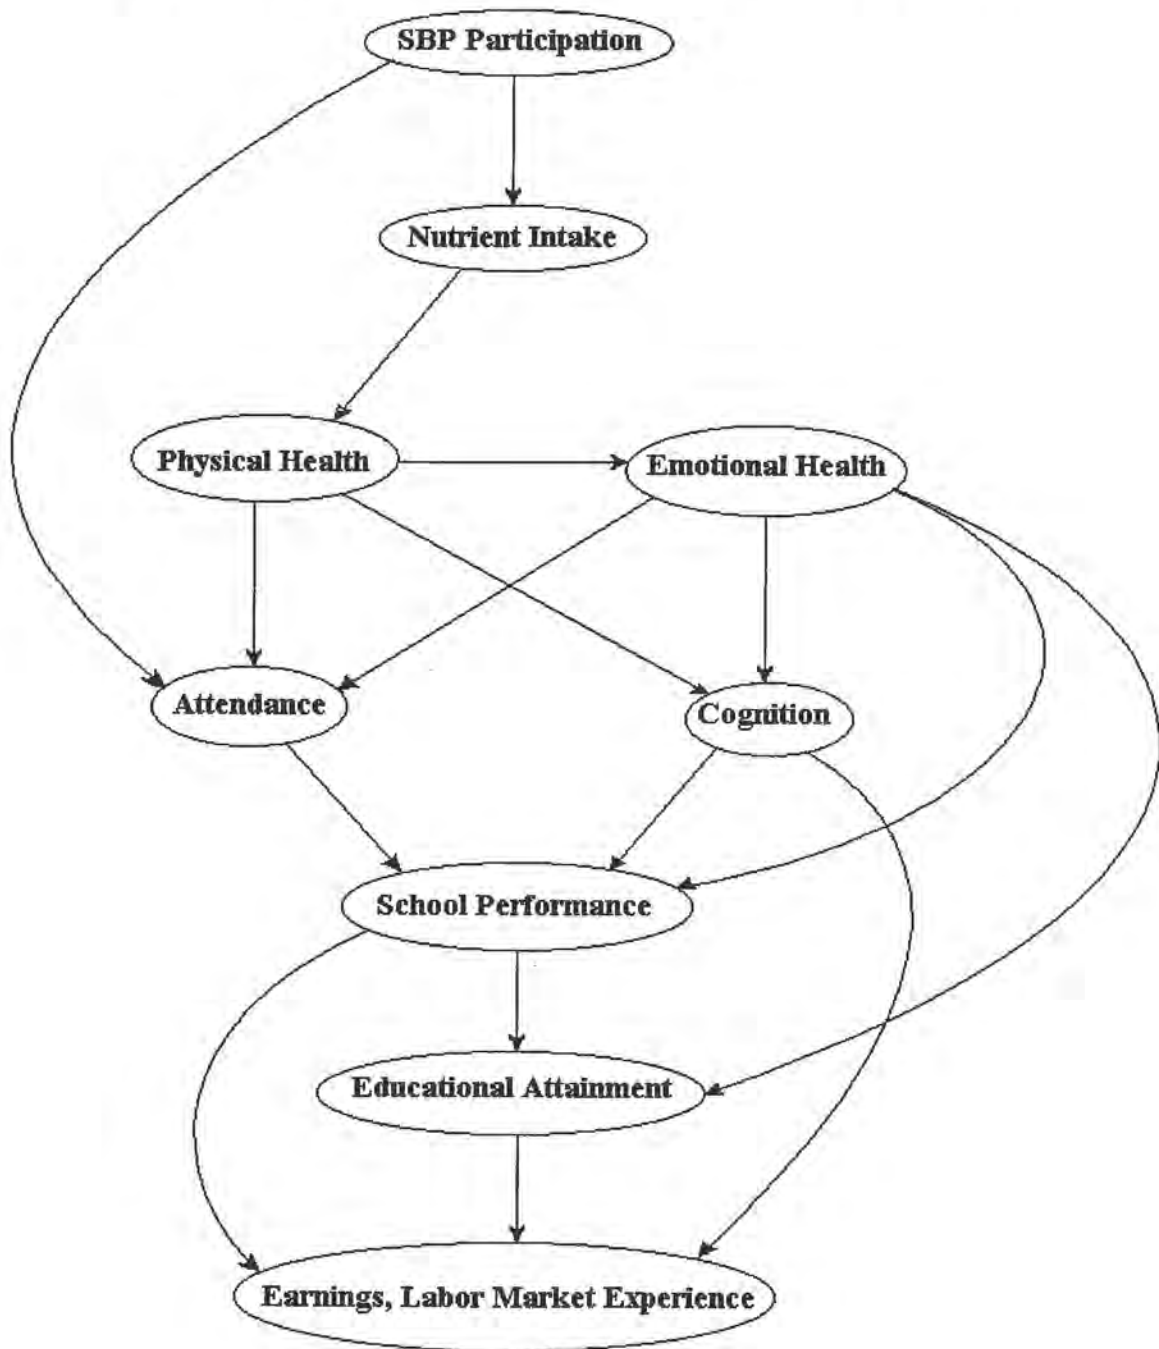 SBP Participation
Nutrient Intake
Physical Health
Emotional Health
Attendance
Cognition
School Performance
Educational Attainment
Earnings, Labor Market Experience